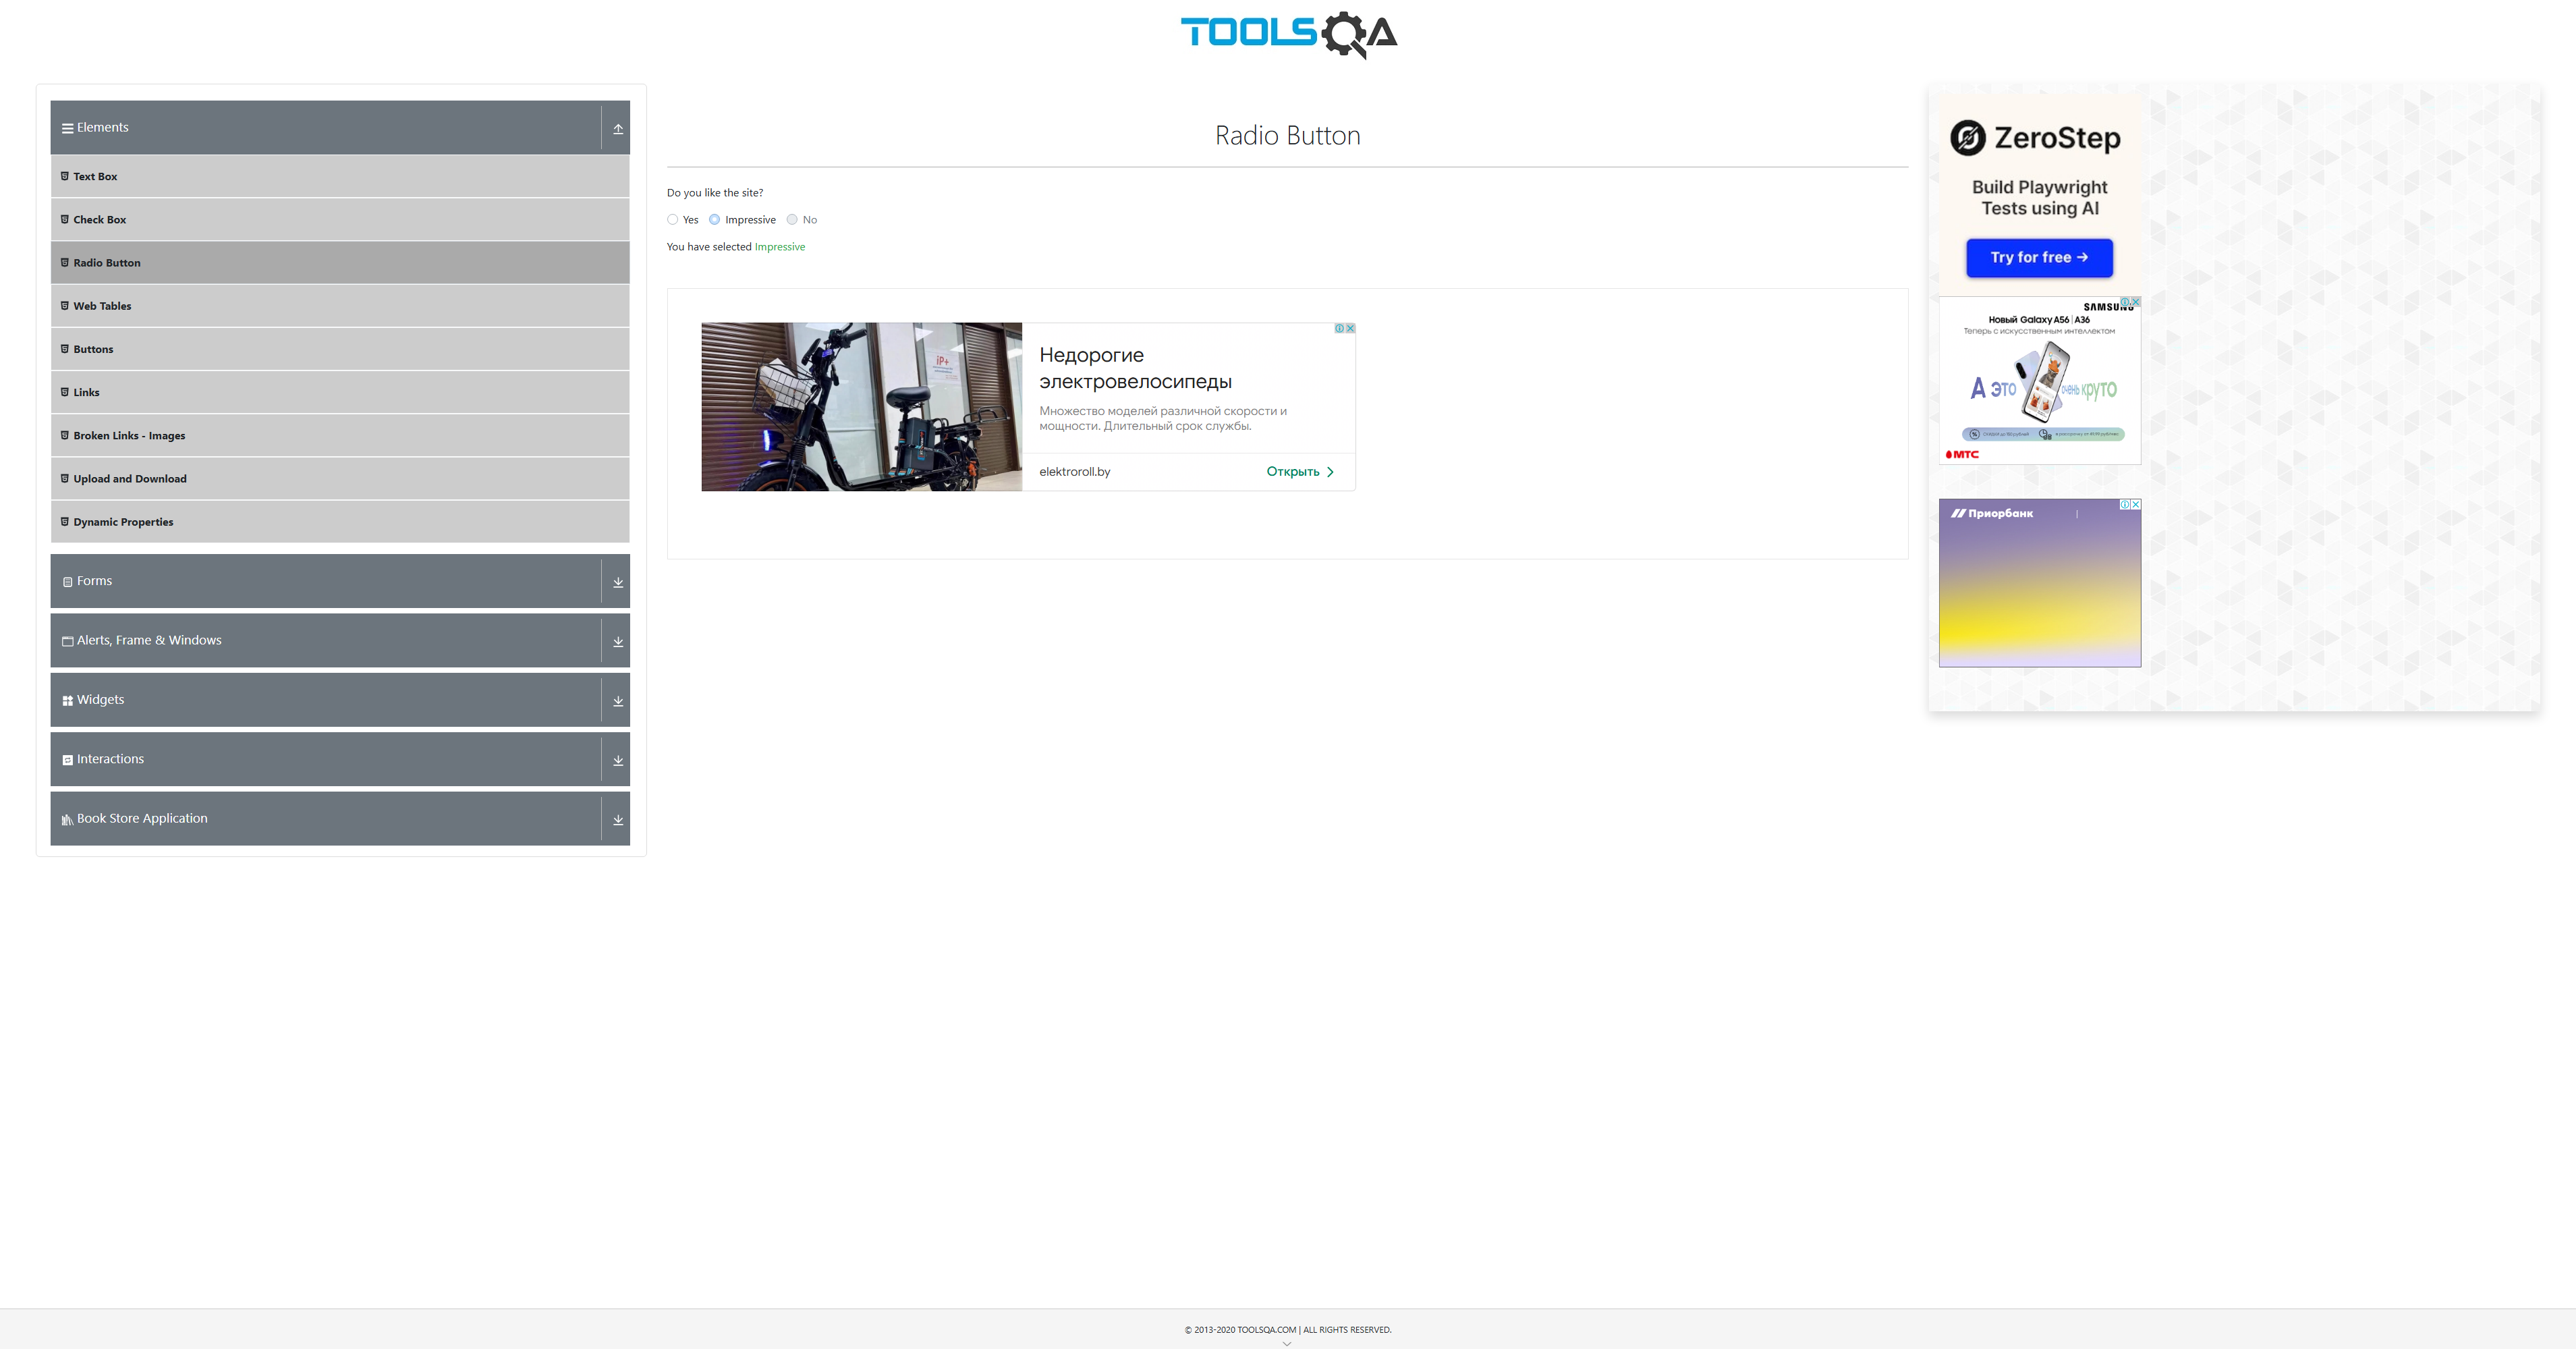 TOOLSQA
Elements
Text Box
Check Box
Radio Button
Web Tables
Buttons
Links
Broken Links - Images
Upload and Download
Dynamic Properties
Forms
Alerts, Frame & Windows
Widgets
Interactions
Book Store Application
Radio Button
Do you like the site?
Yes Impressive No
You have selected Impressive
iP+
Недорогие
электровелосипеды
Множество моделей различной скорости и
мощности. Длительный срок службы.
elektroroll.by Открыть
ZeroStep
Build Playwright
Tests using AI
Try for free →
SAMSUNG
Новый Galaxy A56 | A36
Теперь с искусственным интеллектом
А это очень круто
МТС
Приорбанк
© 2013-2020 TOOLSQA.COM | ALL RIGHTS RESERVED.